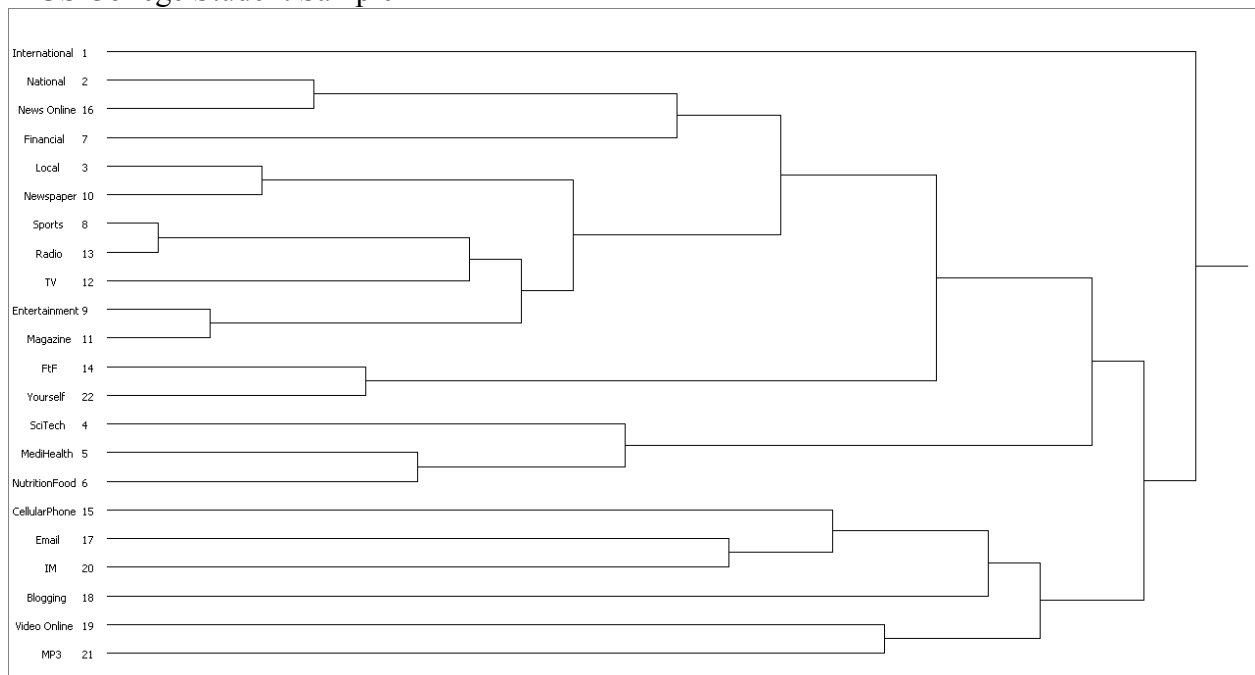 International 1
National 2
News Online 16
Financial 7
Local 3
Newspaper 10
Sports 8
Radio 13
TV 12
Entertainment 9
Magazine 11
FtF 14
Yourself 22
SciTech 4
MediHealth 5
NutritionFood 6
CellularPhone 15
Email 17
IM 20
Blogging 18
Video Online 19
MP3 21